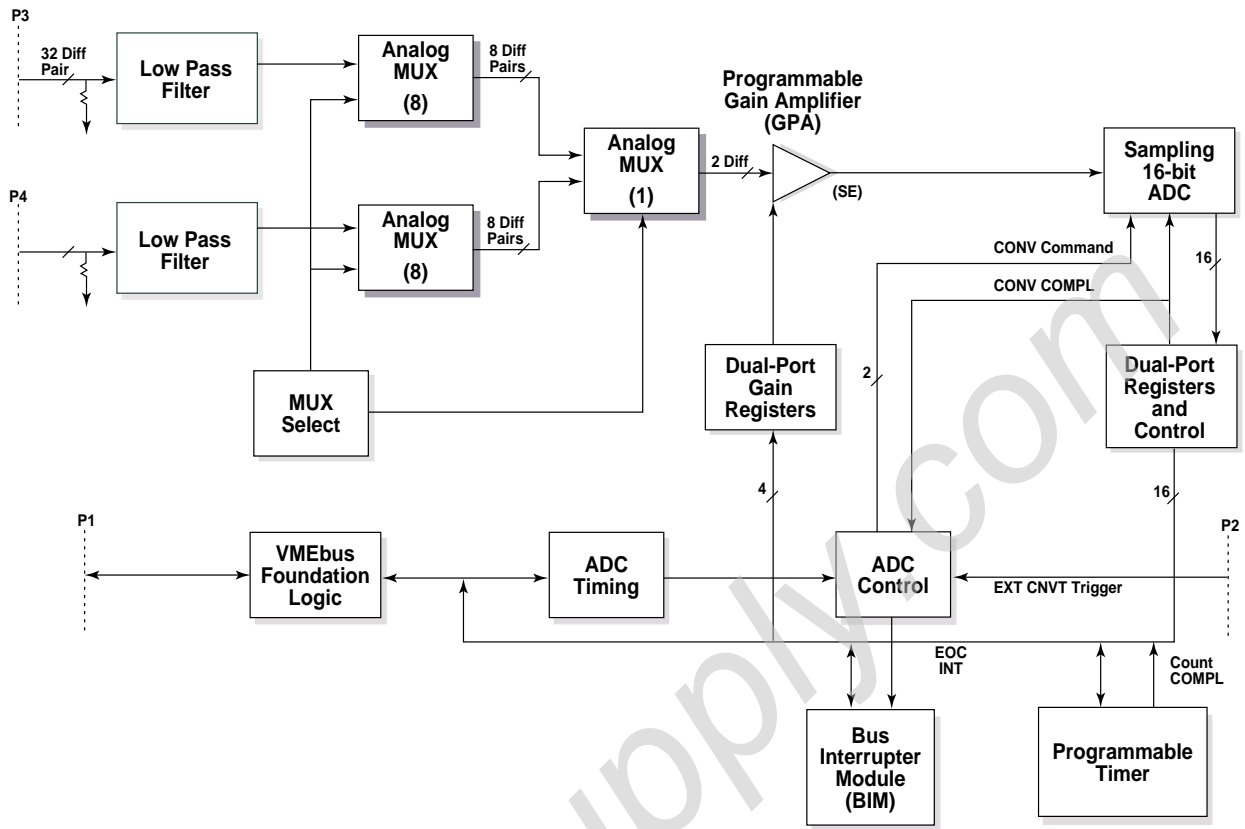 P3
32 Diff
Pair
Low Pass
Filter
Analog
MUX
(8)
8 Diff
Pairs
Programmable
Gain Amplifier
(GPA)
Analog
MUX
(1)
2 Diff
(SE)
Sampling
16-bit
ADC
P4
Low Pass
Filter
Analog
MUX
(8)
8 Diff
Pairs
CONV Command
CONV COMPL
16
MUX
Select
Dual-Port
Gain
Registers
2
Dual-Port
Registers
and
Control
4
16
P1
VMEbus
Foundation
Logic
ADC
Timing
ADC
Control
EXT CNVT Trigger
P2
EOC
INT
Count
COMPL
Bus
Interrupter
Module
(BIM)
Programmable
Timer
upply.com